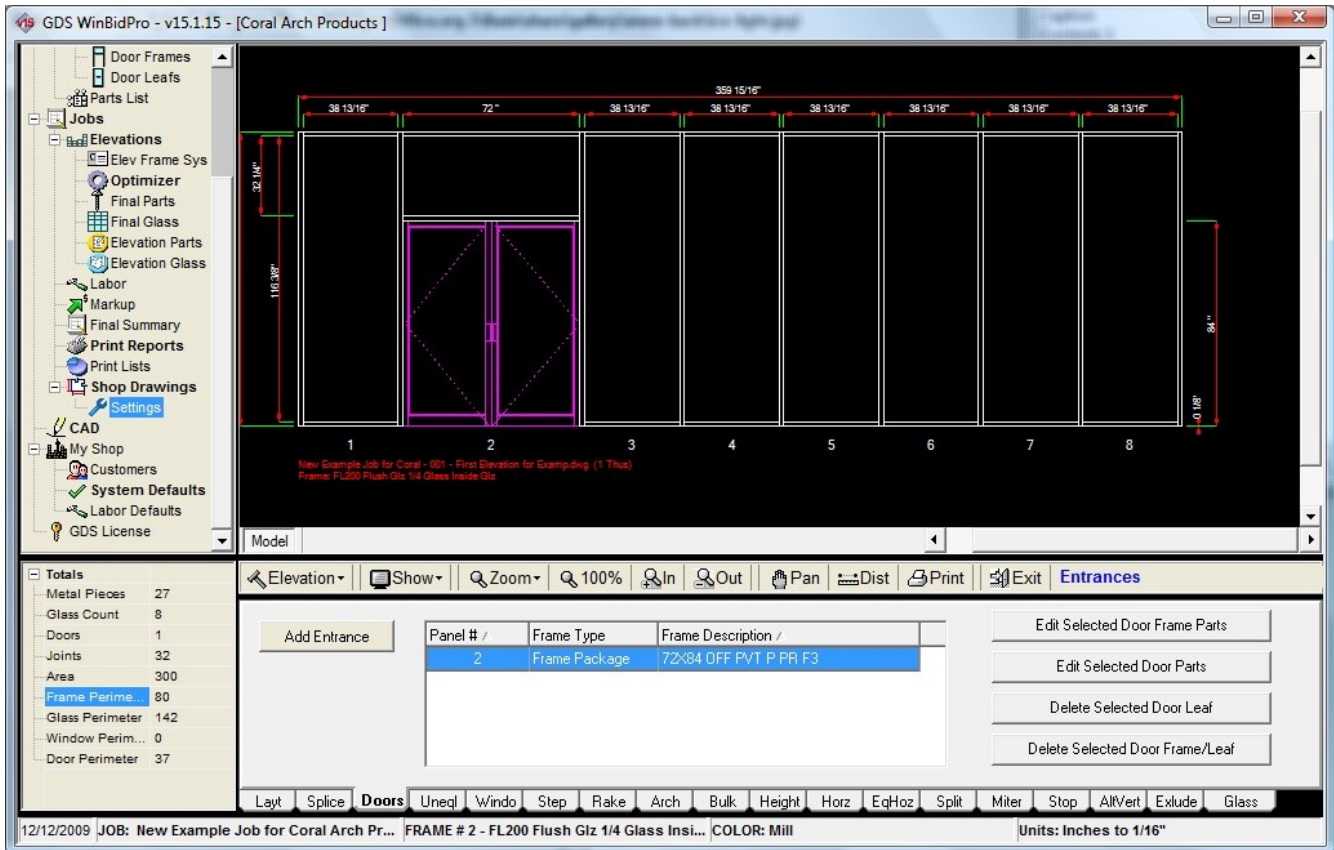 GDS WinBidPro - v15.1.15 - [Coral Arch Products ]
Door Frames
Door Leafs
Parts List
Jobs
Elevations
Elev Frame Sys
Optimizer
Final Parts
Final Glass
Elevation Parts
Elevation Glass
Labor
Markup
Final Summary
Print Reports
Print Lists
Shop Drawings
Settings
CAD
My Shop
Customers
System Defaults
Labor Defaults
GDS License
359 15/16"
38 13/16" 72" 38 13/16" 38 13/16" 38 13/16" 38 13/16" 38 13/16" 38 13/16"
32 1/4"
116 3/8"
84"
0 1/8"
1 2 3 4 5 6 7 8
New Example Job for Coral - 001 - First Elevation for Examp.dwg (1 Thus)
Frame: FL200 Flush Glz 1/4 Glass Inside Glz
Model
Totals
Metal Pieces 27
Glass Count 8
Doors 1
Joints 32
Area 300
Frame Perime... 80
Glass Perimeter 142
Window Perim... 0
Door Perimeter 37
Elevation Show Zoom 100% In Out Pan Dist Print Exit Entrances
Add Entrance
Panel # Frame Type Frame Description
2 Frame Package 72X84 OFF PVT P PR F3
Edit Selected Door Frame Parts
Edit Selected Door Parts
Delete Selected Door Leaf
Delete Selected Door Frame/Leaf
Layt Splice Doors Uneql Windo Step Rake Arch Bulk Height Horz EqHoz Split Miter Stop AltVert Exlude Glass
12/12/2009 JOB: New Example Job for Coral Arch Pr... FRAME # 2 - FL200 Flush Glz 1/4 Glass Insi... COLOR: Mill Units: Inches to 1/16"